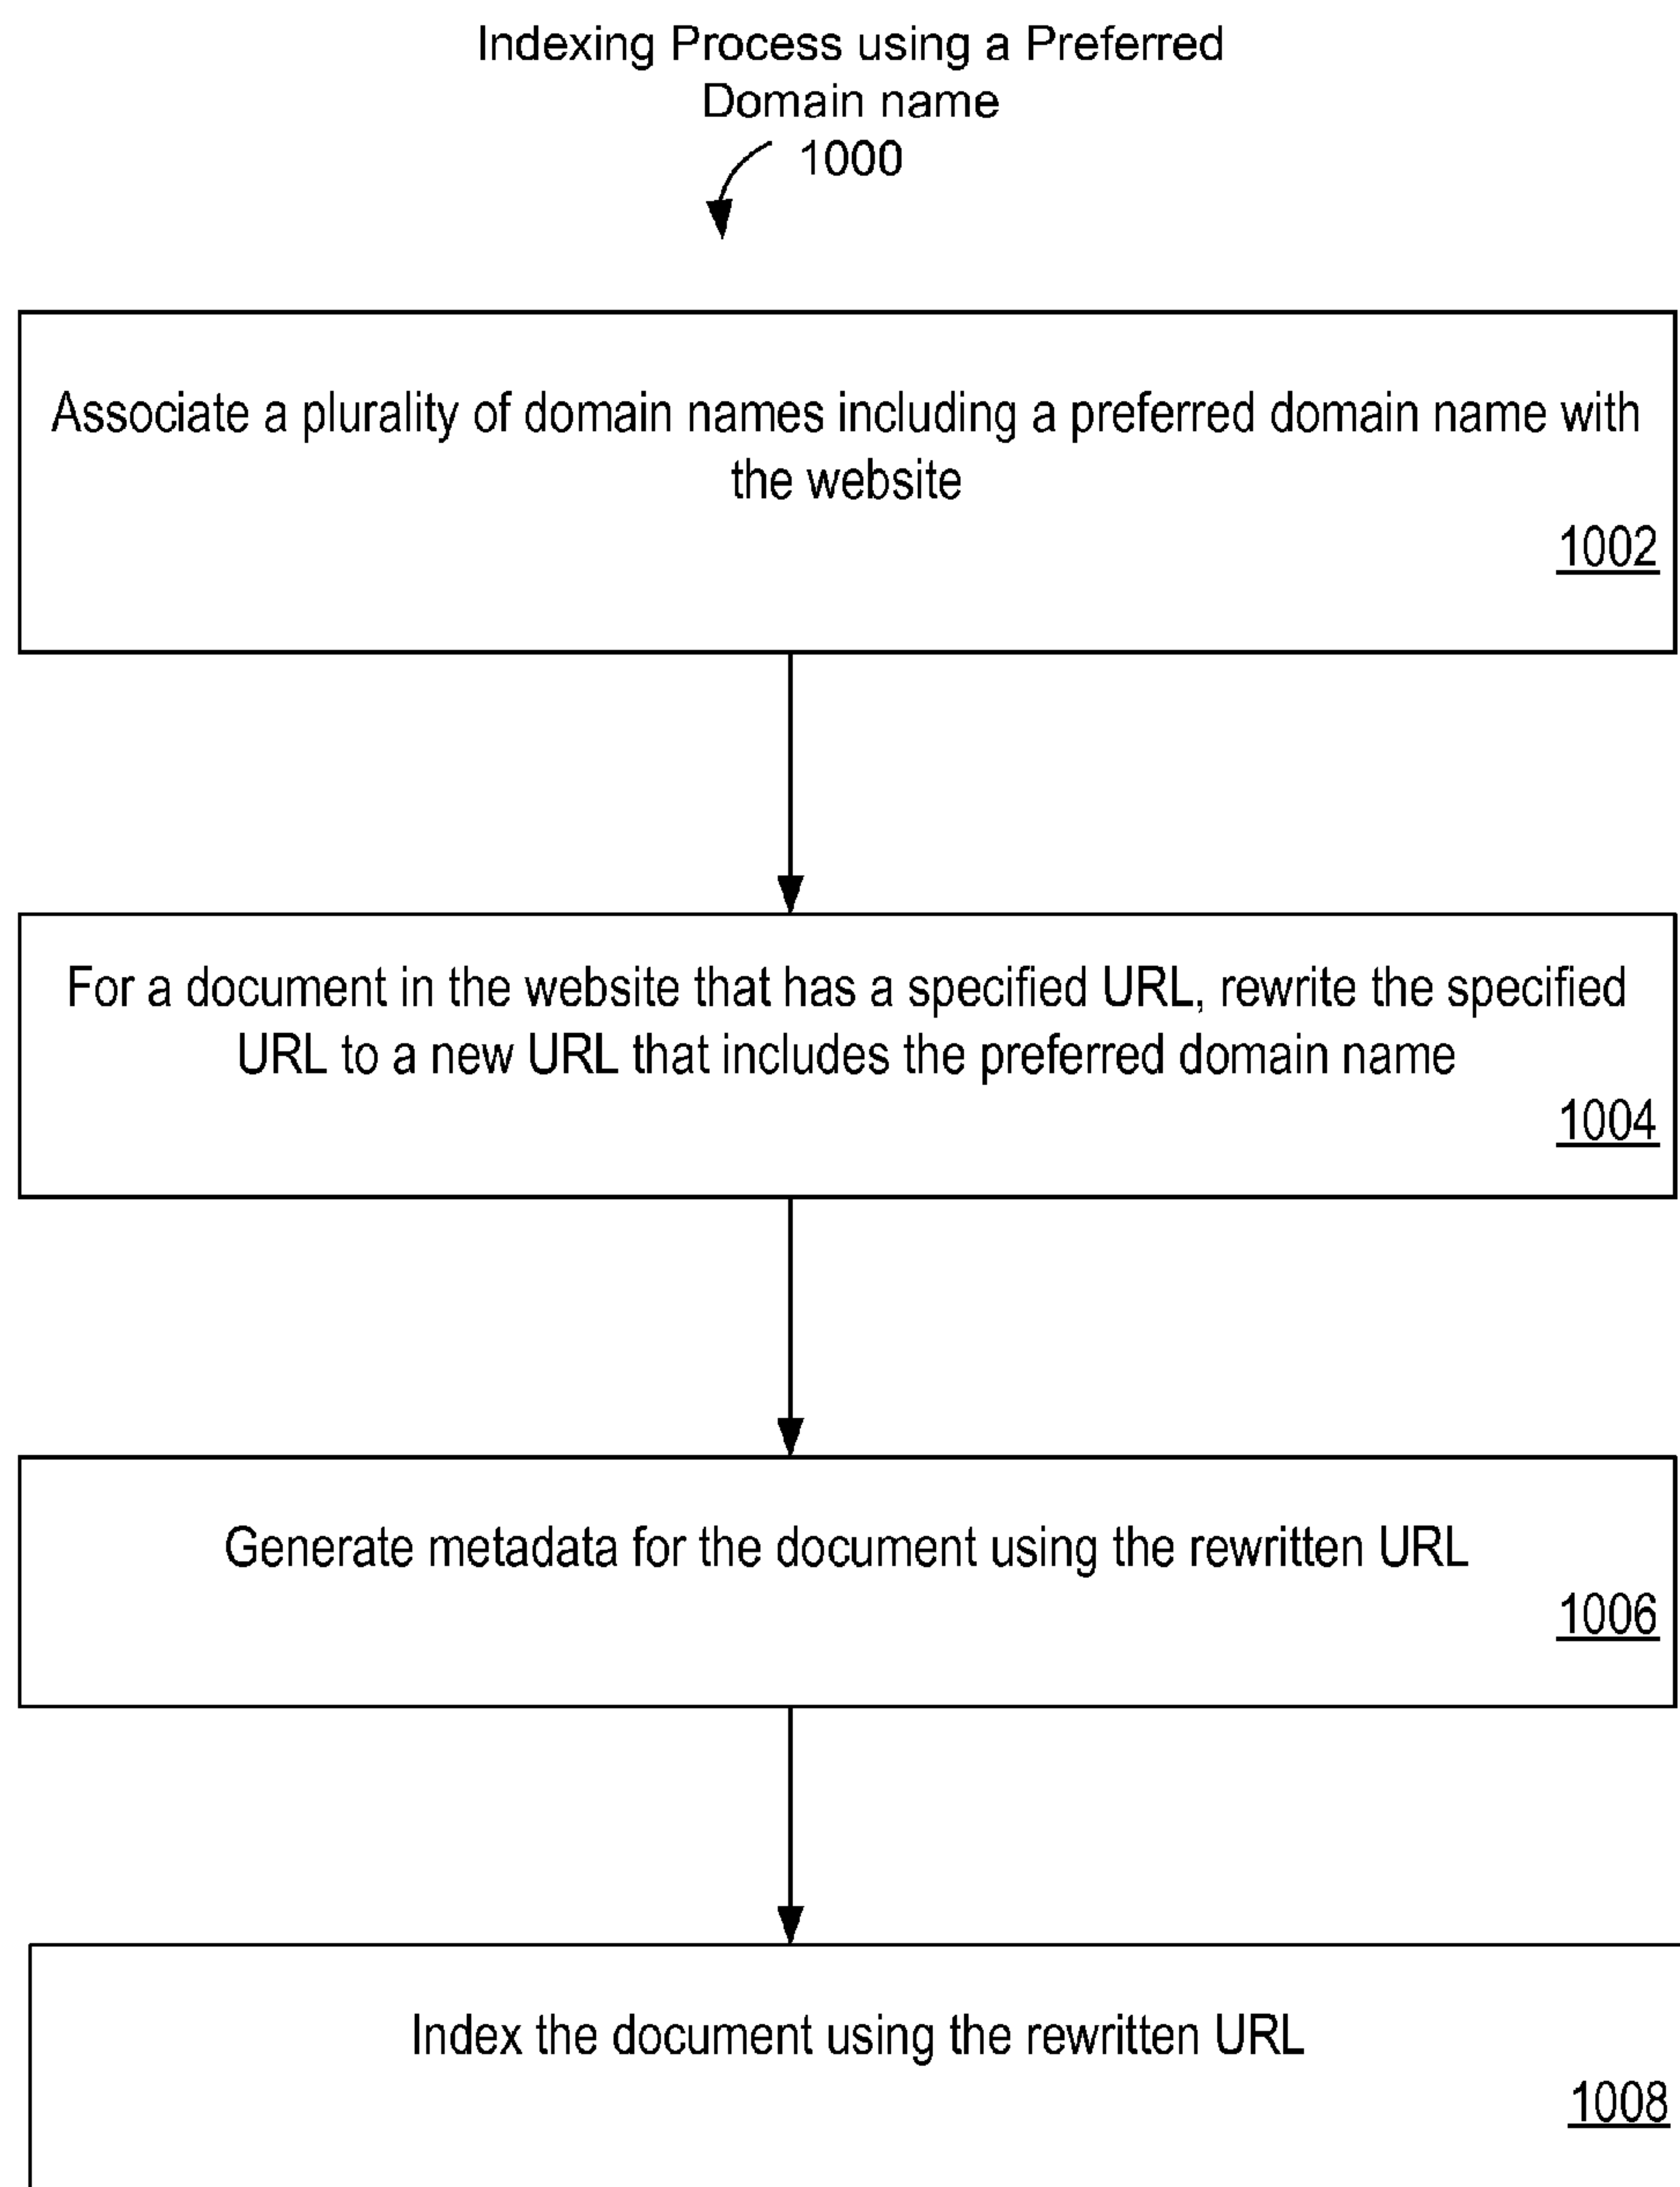 Indexing Process using a Preferred
Domain name
1000
Associate a plurality of domain names including a preferred domain name with
the website
1002
For a document in the website that has a specified URL, rewrite the specified
URL to a new URL that includes the preferred domain name
1004
Generate metadata for the document using the rewritten URL
1006
Index the document using the rewritten URL
1008